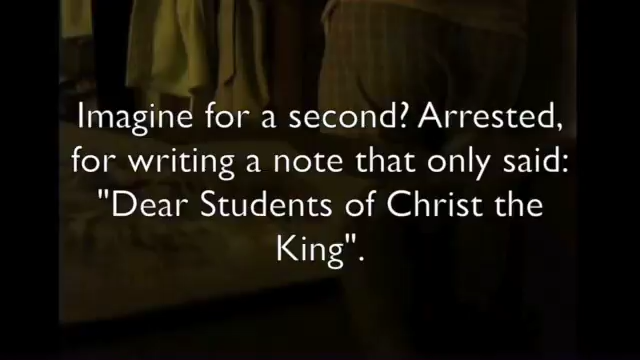 Imagine for a second? Arrested,
for writing a note that only said:
"Dear Students of Christ the
King".